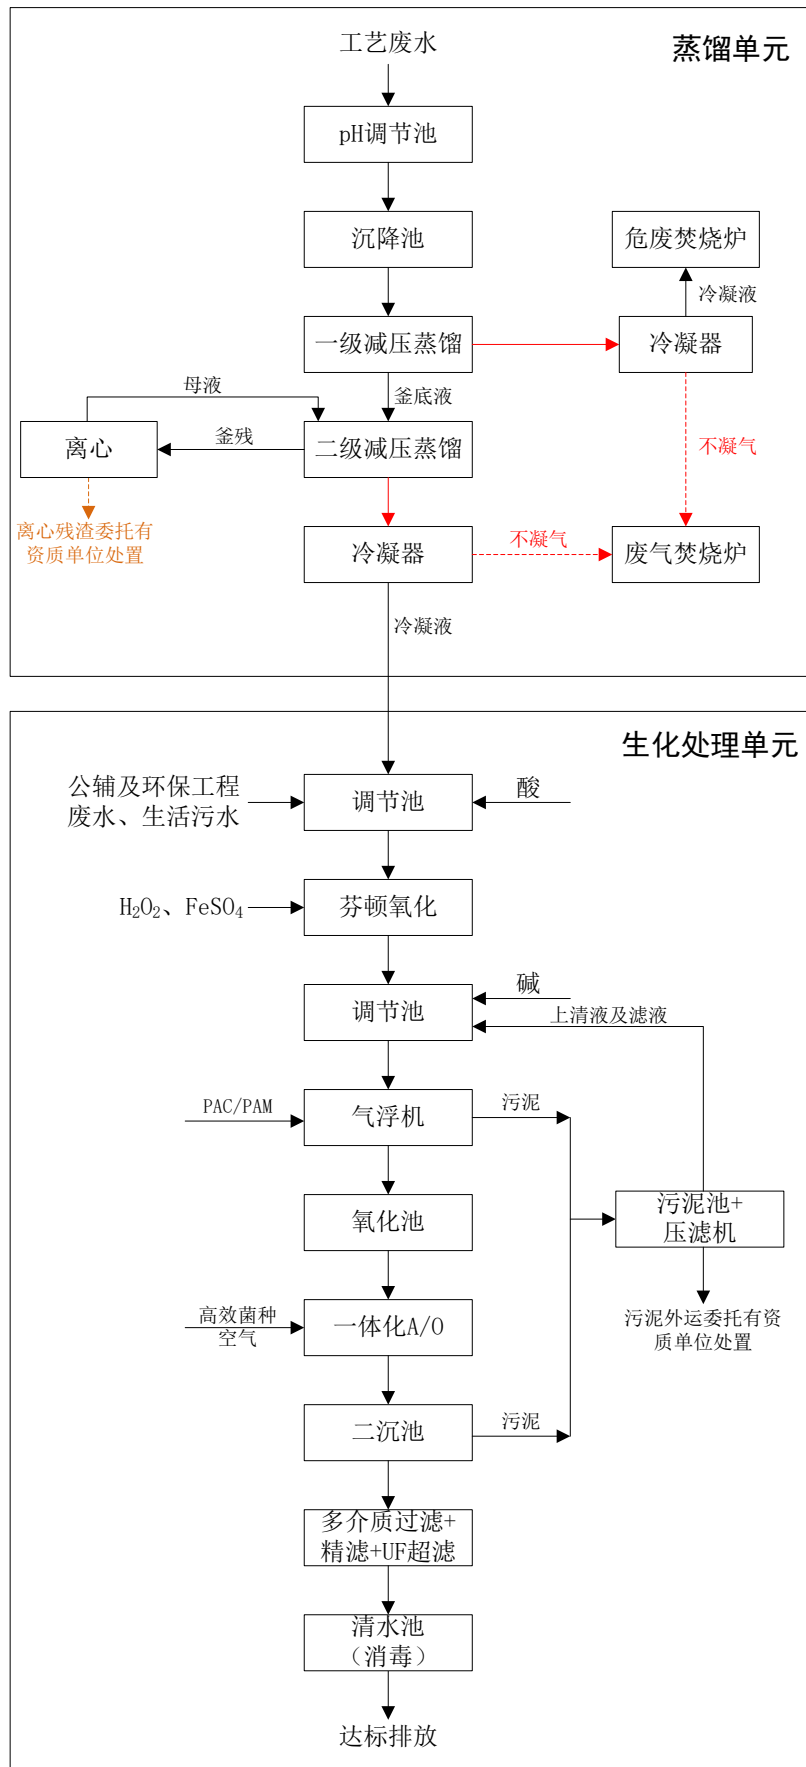 工艺废水
蒸馏单元
pH调节池
沉降池
危废焚烧炉
冷凝液
一级减压蒸馏
冷凝器
母液
釜底液
离心
釜残
二级减压蒸馏
不凝气
离心残渣委托有
资质单位处置
冷凝器
不凝气
废气焚烧炉
冷凝液
生化处理单元
公辅及环保工程
废水、生活污水
调节池
酸
H₂O₂、FeSO₄
芬顿氧化
碱
调节池
上清液及滤液
PAC/PAM
气浮机
污泥
氧化池
污泥池+
压滤机
高效菌种
空气
一体化A/O
污泥外运委托有资
质单位处置
二沉池
污泥
多介质过滤+
精滤+UF超滤
清水池
（消毒）
达标排放